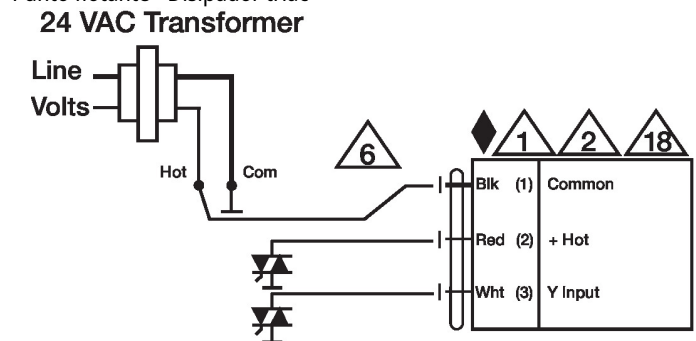 24 VAC Transformer
Line
Volts
Hot
Com
6
1
2
18
Blk (1) Common
Red (2) + Hot
Wht (3) Y Input